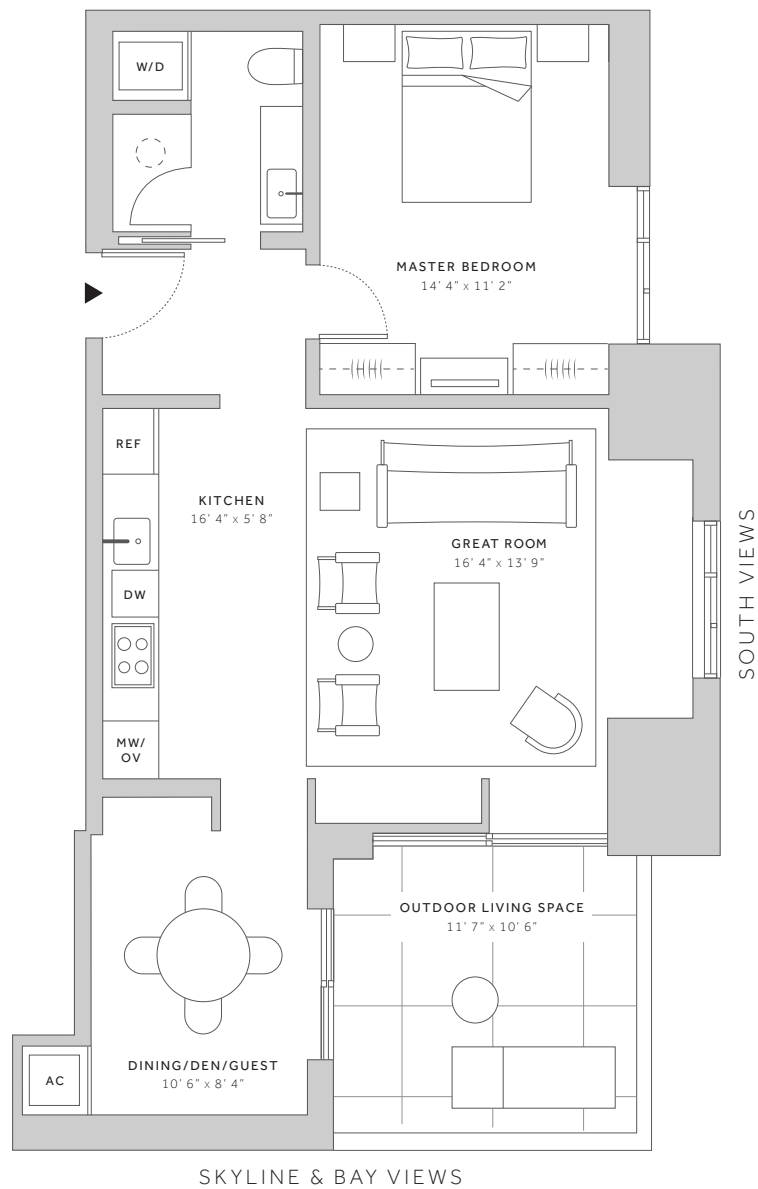 W/D
MASTER BEDROOM
14' 4" x 11' 2"
REF
KITCHEN
16' 4" x 5' 8"
GREAT ROOM
16' 4" x 13' 9"
DW
SOUTH VIEWS
MW/
OV
OUTDOOR LIVING SPACE
11' 7" x 10' 6"
DINING/DEN/GUEST
10' 6" x 8' 4"
AC
SKYLINE & BAY VIEWS